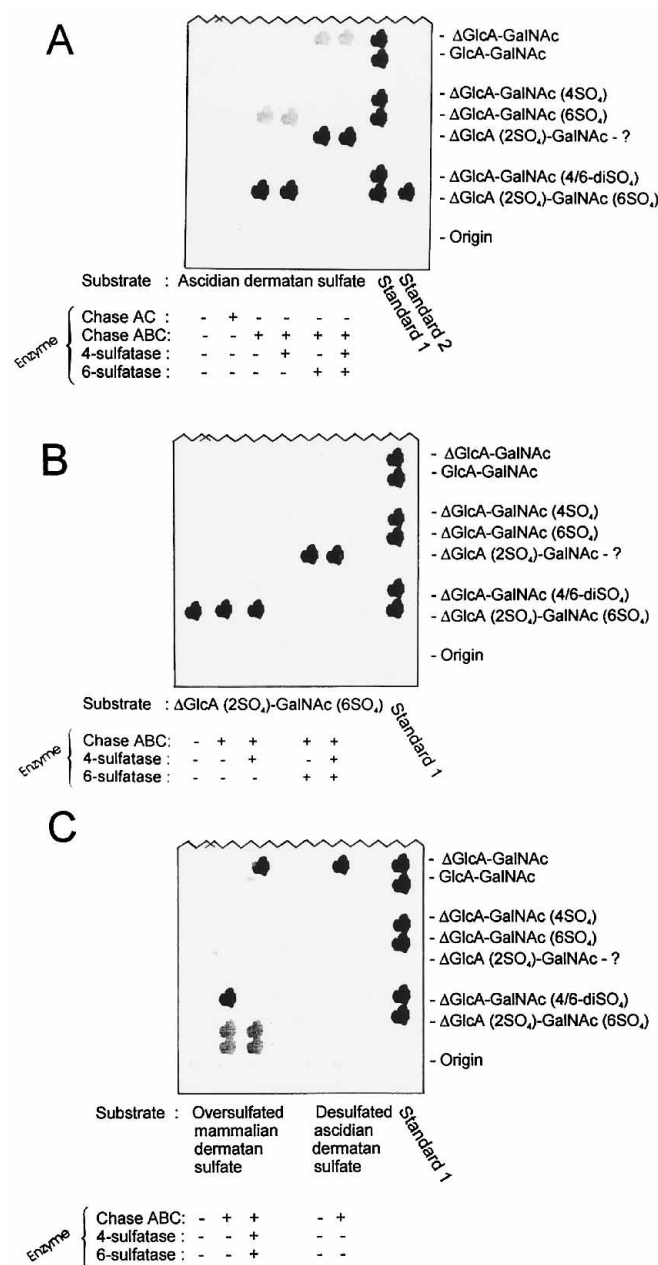 A
- ΔGlcA-GalNAc
- GlcA-GalNAc
- ΔGlcA-GalNAc (4SO₄)
- ΔGlcA-GalNAc (6SO₄)
- ΔGlcA (2SO₄)-GalNAc - ?
- ΔGlcA-GalNAc (4/6-diSO₄)
- ΔGlcA (2SO₄)-GalNAc (6SO₄)
- Origin
Substrate : Ascidian dermatan sulfate
Standard 1
Standard 2
Enzyme
Chase AC : - + - - - -
Chase ABC: - - + + + +
4-sulfatase : - - - + - +
6-sulfatase : - - - - + +
B
- ΔGlcA-GalNAc
- GlcA-GalNAc
- ΔGlcA-GalNAc (4SO₄)
- ΔGlcA-GalNAc (6SO₄)
- ΔGlcA (2SO₄)-GalNAc - ?
- ΔGlcA-GalNAc (4/6-diSO₄)
- ΔGlcA (2SO₄)-GalNAc (6SO₄)
- Origin
Substrate : ΔGlcA (2SO₄)-GalNAc (6SO₄)
Standard 1
Enzyme
Chase ABC: - + + + +
4-sulfatase : - - + - +
6-sulfatase : - - - + +
C
- ΔGlcA-GalNAc
- GlcA-GalNAc
- ΔGlcA-GalNAc (4SO₄)
- ΔGlcA-GalNAc (6SO₄)
- ΔGlcA (2SO₄)-GalNAc - ?
- ΔGlcA-GalNAc (4/6-diSO₄)
- ΔGlcA (2SO₄)-GalNAc (6SO₄)
- Origin
Substrate : Oversulfated mammalian dermatan sulfate
Desulfated ascidian dermatan sulfate
Standard 1
Enzyme
Chase ABC: - + + - +
4-sulfatase : - - + - -
6-sulfatase : - - + - -